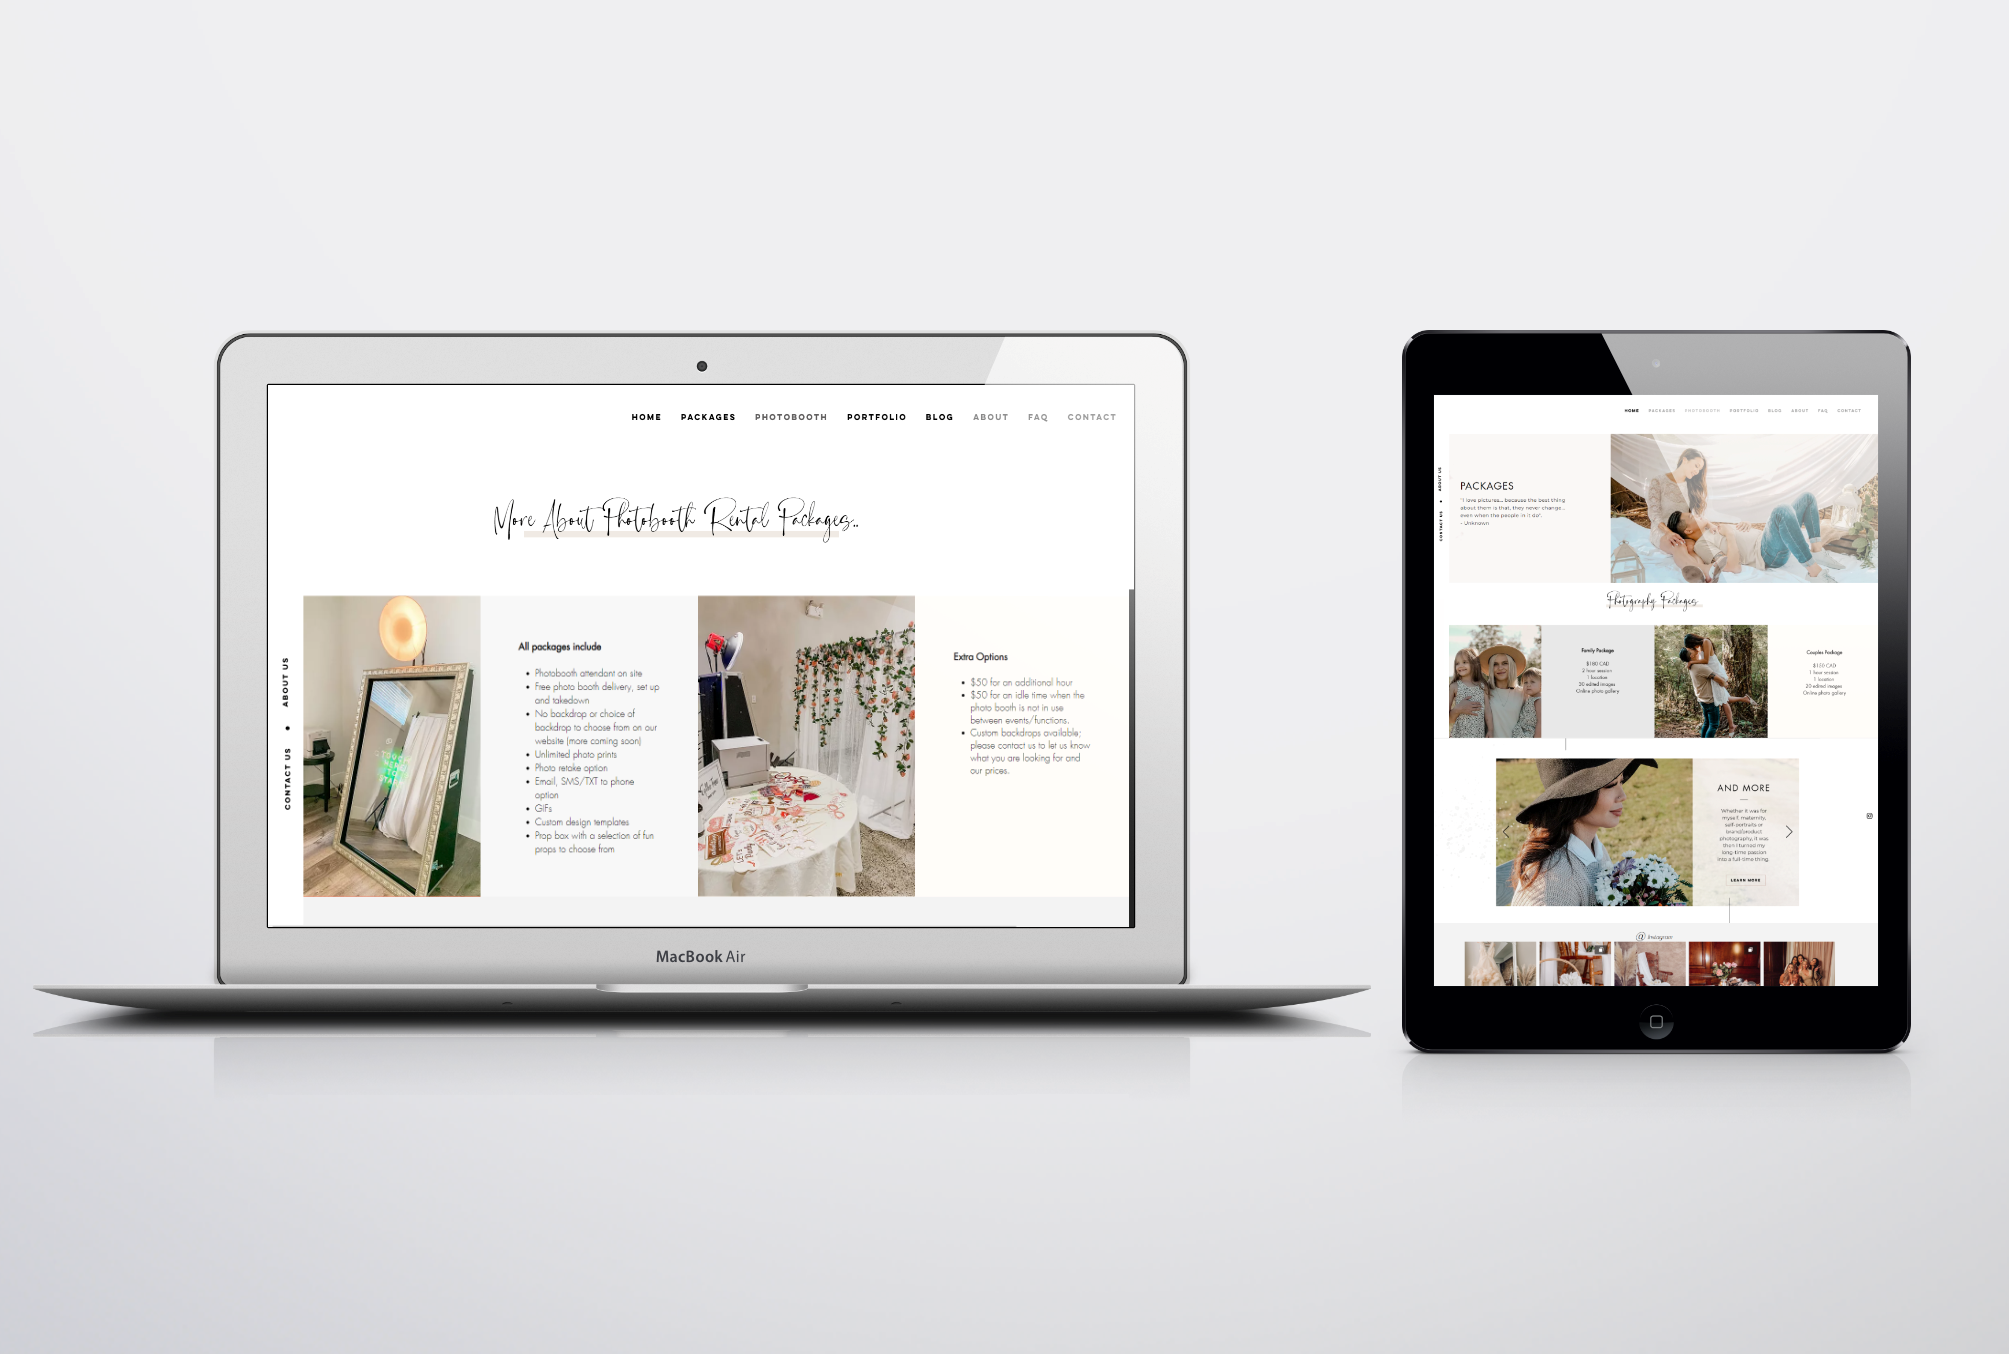 HOME PACKAGES PHOTOBOOTH PORTFOLIO BLOG ABOUT FAQ CONTACT
More About Photobooth Rental Packages..
ABOUT US
CONTACT US
All packages include
• Photobooth attendant on site
• Free photo booth delivery, set up
and takedown
• No backdrop or choice of
backdrop to choose from on our
website (more coming soon)
• Unlimited photo prints
• Photo retake option
• Email, SMS/TXT to phone
option
• GIFs
• Custom design templates
• Prop box with a selection of fun
props to choose from
Extra Options
• $50 for an additional hour
• $50 for an idle time when the
photo booth is not in use
between events/functions.
• Custom backdrops available;
please contact us to let us know
what you are looking for and
our prices.
MacBook Air
HOME PACKAGES PHOTOBOOTH PORTFOLIO BLOG ABOUT FAQ CONTACT
ABOUT US
CONTACT US
PACKAGES
"I love pictures... because the best thing
about them is that, they never change...
even when the people in it do".
- Unknown
Photography Packages
Family Package
$180 CAD
2 hour session
1 location
30 edited images
Online photo gallery
Couples Package
1 hour session
1 location
20 edited images
Online photo gallery
AND MORE
Whether it was for
myself, maternity,
self-portraits or
brand/product
photography, it was
then I turned my
long-time passion
into a full-time thing.
LEARN MORE
@ Instagram